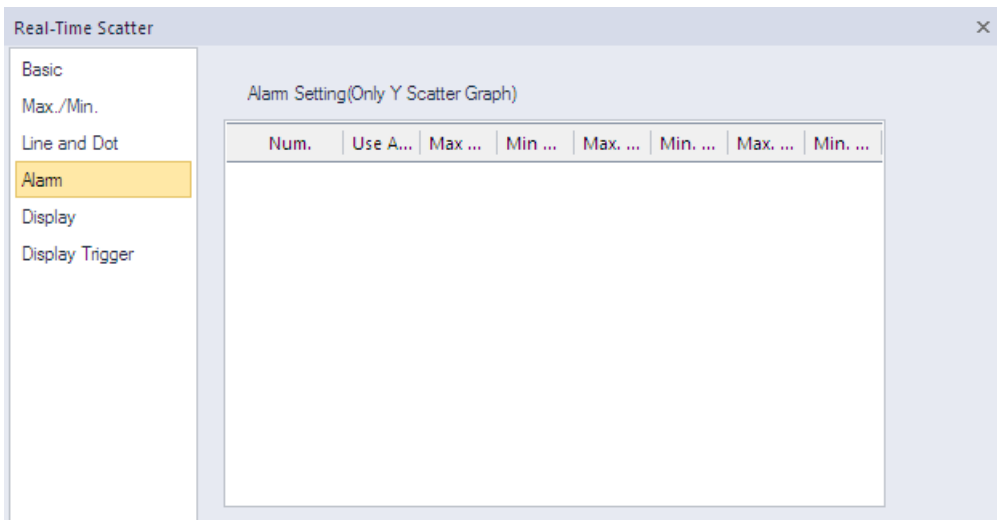 Real-Time Scatter
Basic
Max./Min.
Line and Dot
Alarm
Display
Display Trigger
Alarm Setting(Only Y Scatter Graph)
Num. Use A... Max ... Min ... Max. ... Min. ... Max. ... Min. ...